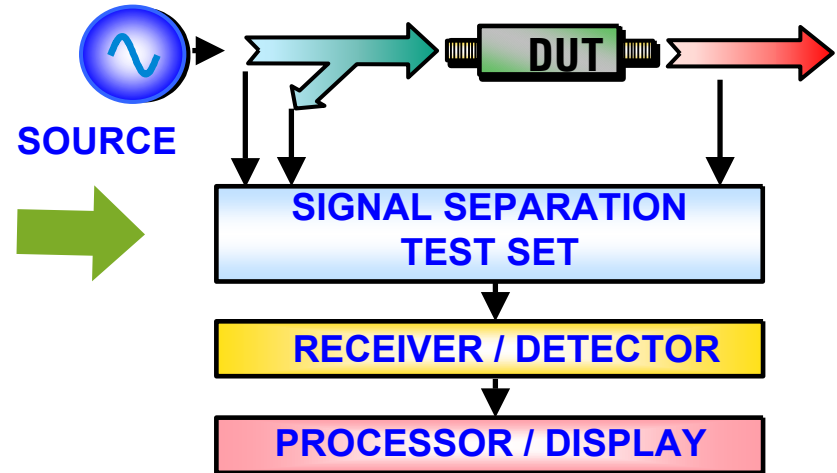 DUT
SOURCE
SIGNAL SEPARATION
TEST SET
RECEIVER / DETECTOR
PROCESSOR / DISPLAY